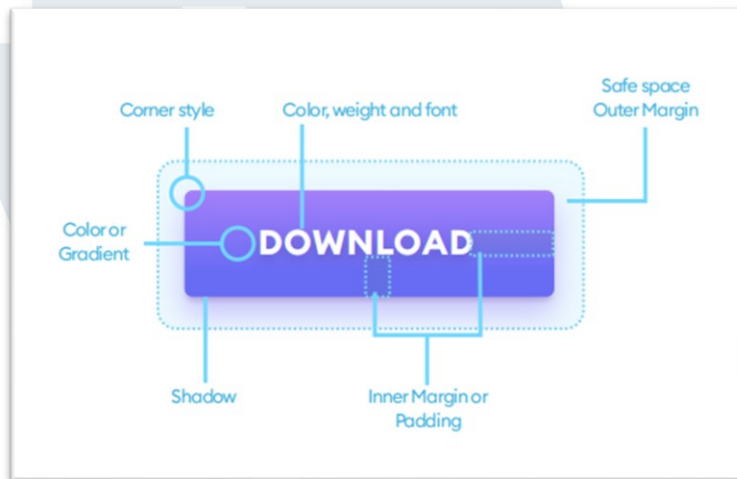 Safe space
Outer Margin
Corner style
Color, weight and font
Color or
Gradient
DOWNLOAD
Shadow
Inner Margin or
Padding